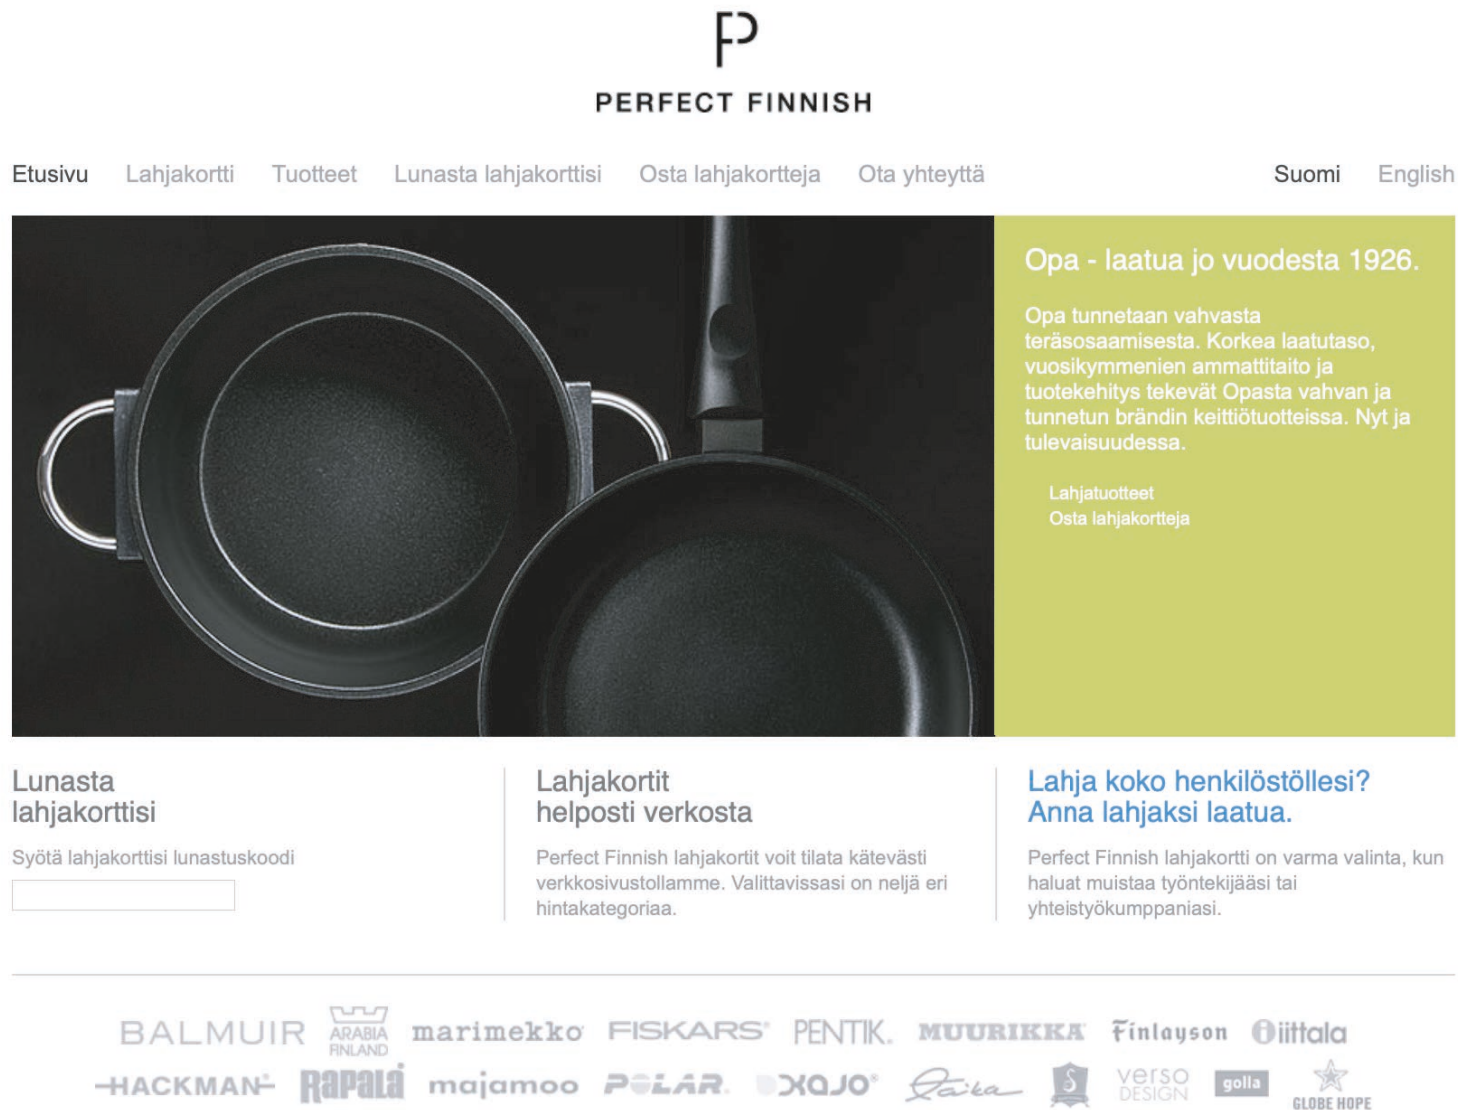 FP
PERFECT FINNISH
Etusivu Lahjakortti Tuotteet Lunasta lahjakorttisi Osta lahjakortteja Ota yhteyttä Suomi English
Opa - laatua jo vuodesta 1926.
Opa tunnetaan vahvasta
teräsosaamisesta. Korkea laatutaso,
vuosikymmenien ammattitaito ja
tuotekehitys tekevät Opasta vahvan ja
tunnetun brändin keittiötuotteissa. Nyt ja
tulevaisuudessa.
Lahjatuotteet
Osta lahjakortteja
Lunasta
lahjakorttisi
Syötä lahjakorttisi lunastuskoodi
Lahjakortit
helposti verkosta
Perfect Finnish lahjakortit voit tilata kätevästi
verkkosivustollamme. Valittavissasi on neljä eri
hintakategoriaa.
Lahja koko henkilöstöllesi?
Anna lahjaksi laatua.
Perfect Finnish lahjakortti on varma valinta, kun
haluat muistaa työntekijääsi tai
yhteistyökumppaniasi.
BALMUIR ARABIA FINLAND marimekko FISKARS® PENTIK. MUURIKKA Finlayson iittala
HACKMAN RAPALA majamoo POLAR. OXAJO® Taika S verso DESIGN golla GLOBE HOPE